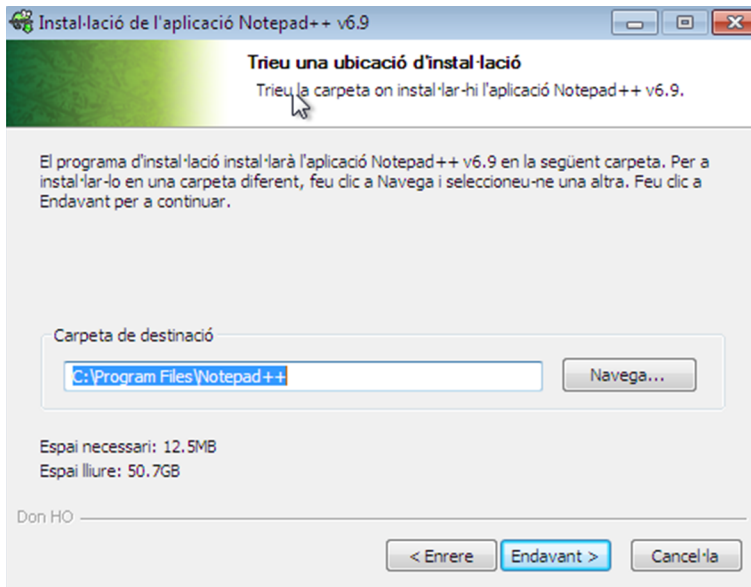 Instal·lació de l'aplicació Notepad++ v6.9
Trieu una ubicació d'instal·lació
Trieu la carpeta on instal·lar-hi l'aplicació Notepad++ v6.9.
El programa d'instal·lació instal·larà l'aplicació Notepad++ v6.9 en la següent carpeta. Per a
instal·lar-lo en una carpeta diferent, feu clic a Navega i seleccioneu-ne una altra. Feu clic a
Endavant per a continuar.
Carpeta de destinació
C:\Program Files\Notepad++
Navega...
Espai necessari: 12.5MB
Espai lliure: 50.7GB
Don HO
< Enrere
Endavant >
Cancel·la